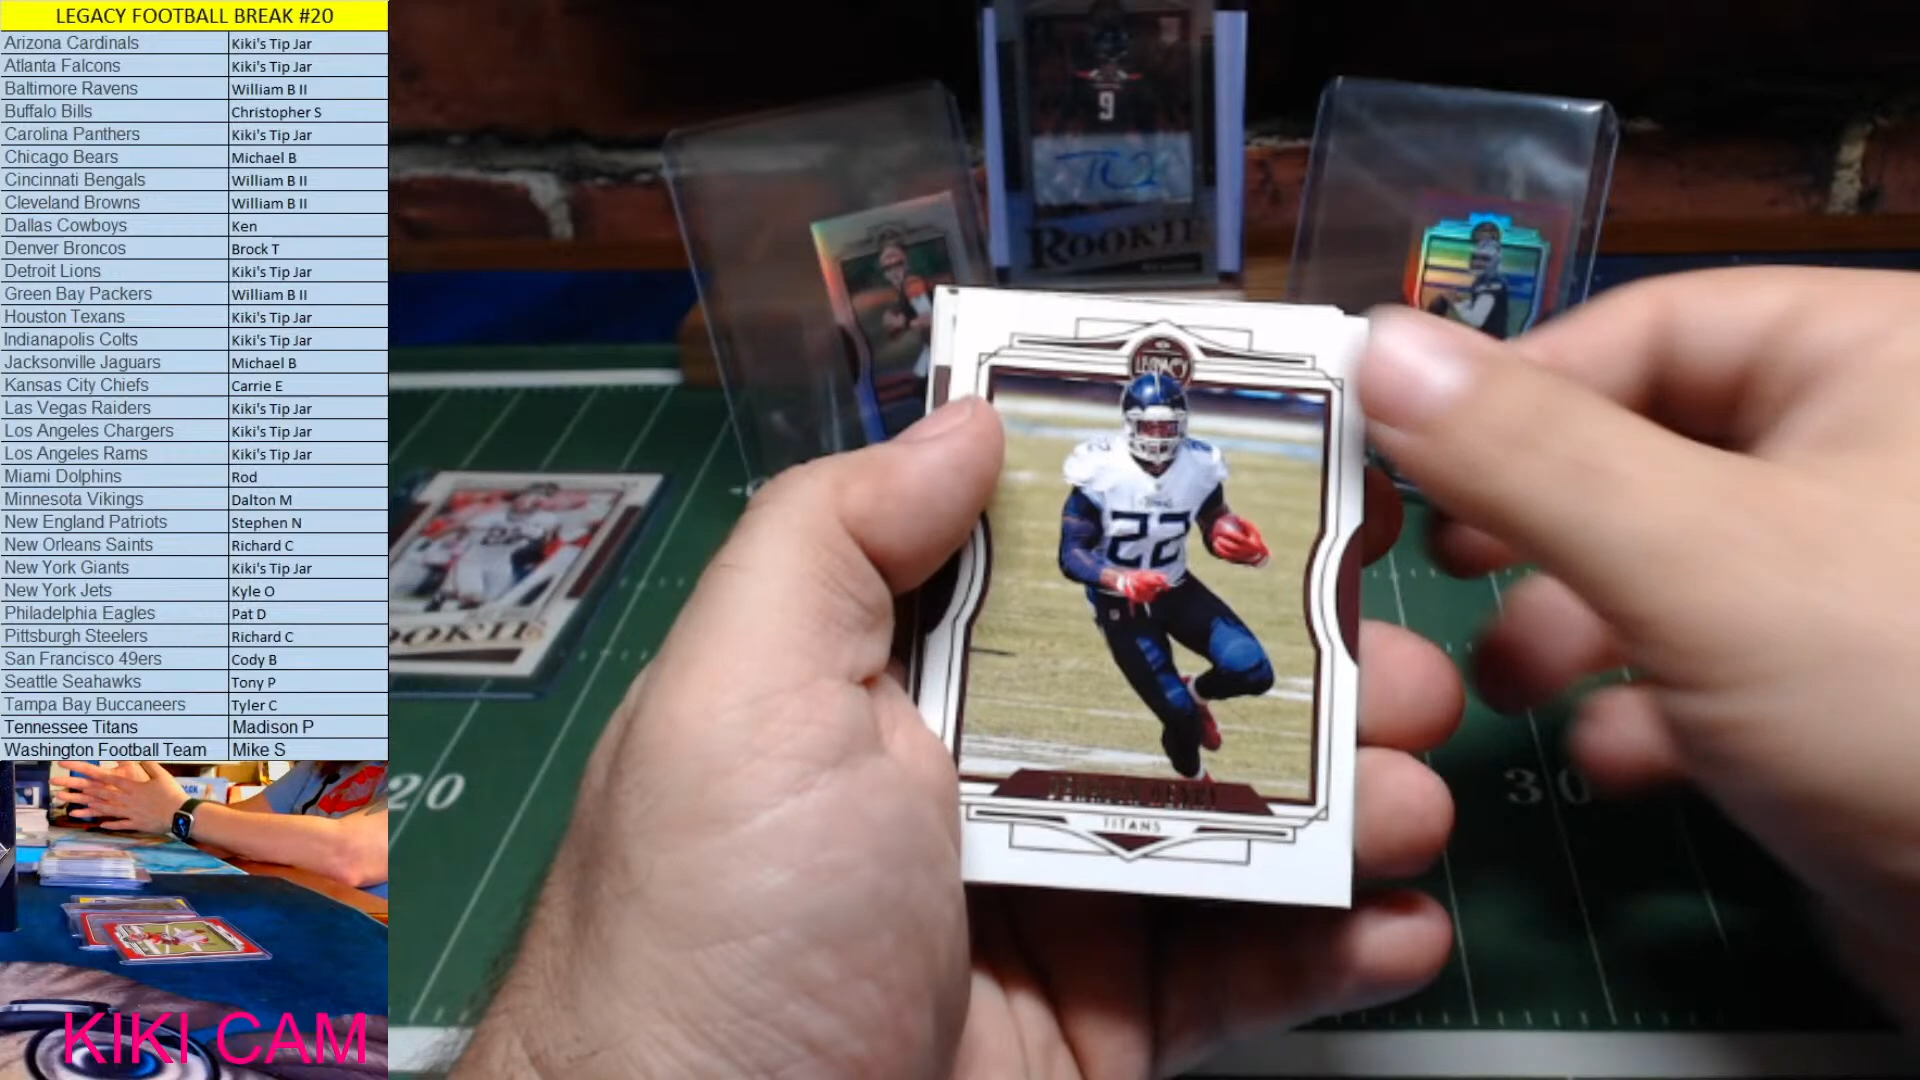 LEGACY FOOTBALL BREAK #20
Arizona Cardinals Kiki's Tip Jar
Atlanta Falcons Kiki's Tip Jar
Baltimore Ravens William B II
Buffalo Bills Christopher S
Carolina Panthers Kiki's Tip Jar
Chicago Bears Michael B
Cincinnati Bengals William B II
Cleveland Browns William B II
Dallas Cowboys Ken
Denver Broncos Brock T
Detroit Lions Kiki's Tip Jar
Green Bay Packers William B II
Houston Texans Kiki's Tip Jar
Indianapolis Colts Kiki's Tip Jar
Jacksonville Jaguars Michael B
Kansas City Chiefs Carrie E
Las Vegas Raiders Kiki's Tip Jar
Los Angeles Chargers Kiki's Tip Jar
Los Angeles Rams Kiki's Tip Jar
Miami Dolphins Rod
Minnesota Vikings Dalton M
New England Patriots Stephen N
New Orleans Saints Richard C
New York Giants Kiki's Tip Jar
New York Jets Kyle O
Philadelphia Eagles Pat D
Pittsburgh Steelers Richard C
San Francisco 49ers Cody B
Seattle Seahawks Tony P
Tampa Bay Buccaneers Tyler C
Tennessee Titans Madison P
Washington Football Team Mike S
KIKI CAM
9
ROOKIE
LEGACY
22
DERRICK HENRY
TITANS
20
30